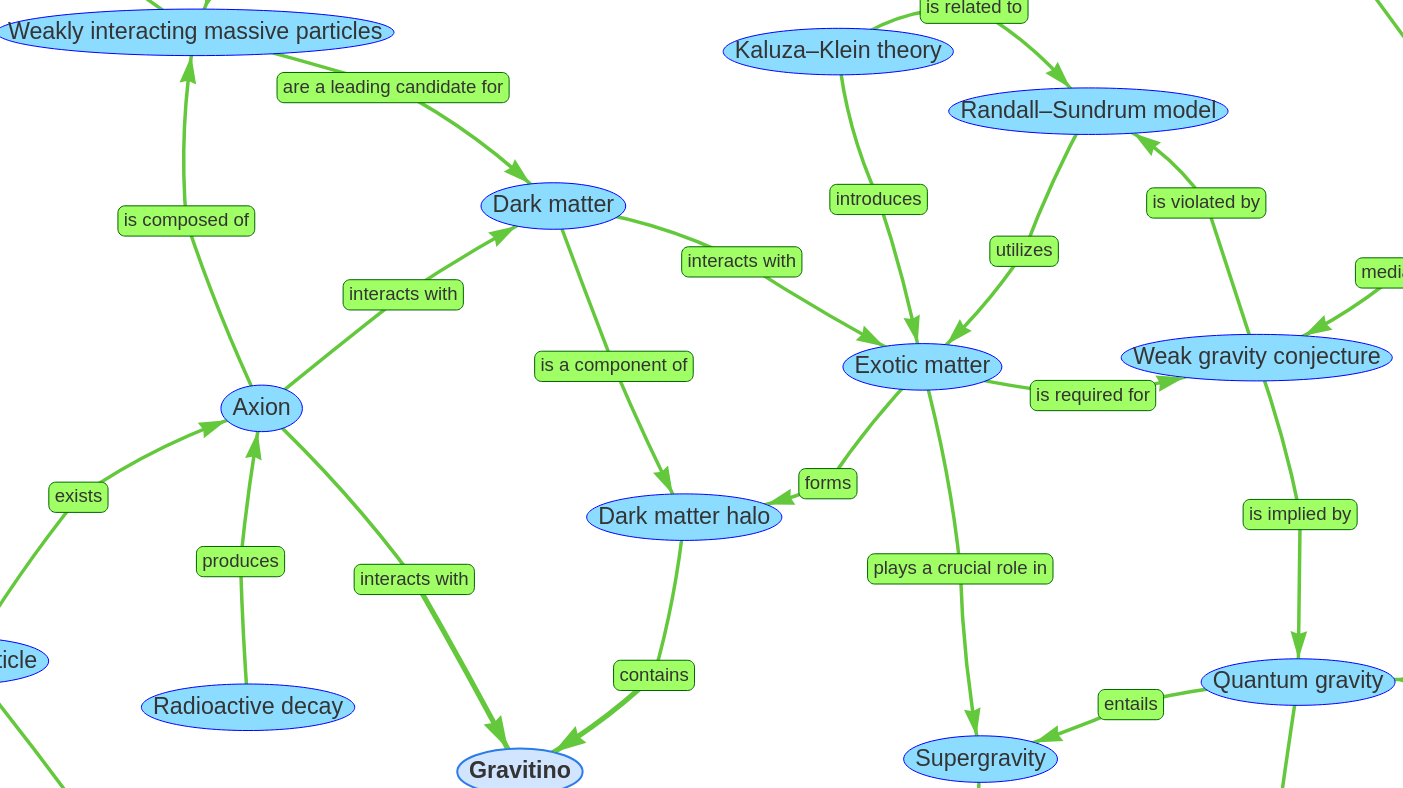 is related to
Weakly interacting massive particles
Kaluza–Klein theory
are a leading candidate for
Randall–Sundrum model
introduces
is violated by
Dark matter
is composed of
utilizes
interacts with
interacts with
Weak gravity conjecture
is a component of
Exotic matter
is required for
Axion
forms
exists
Dark matter halo
is implied by
produces
plays a crucial role in
interacts with
contains
Quantum gravity
entails
Radioactive decay
Supergravity
Gravitino